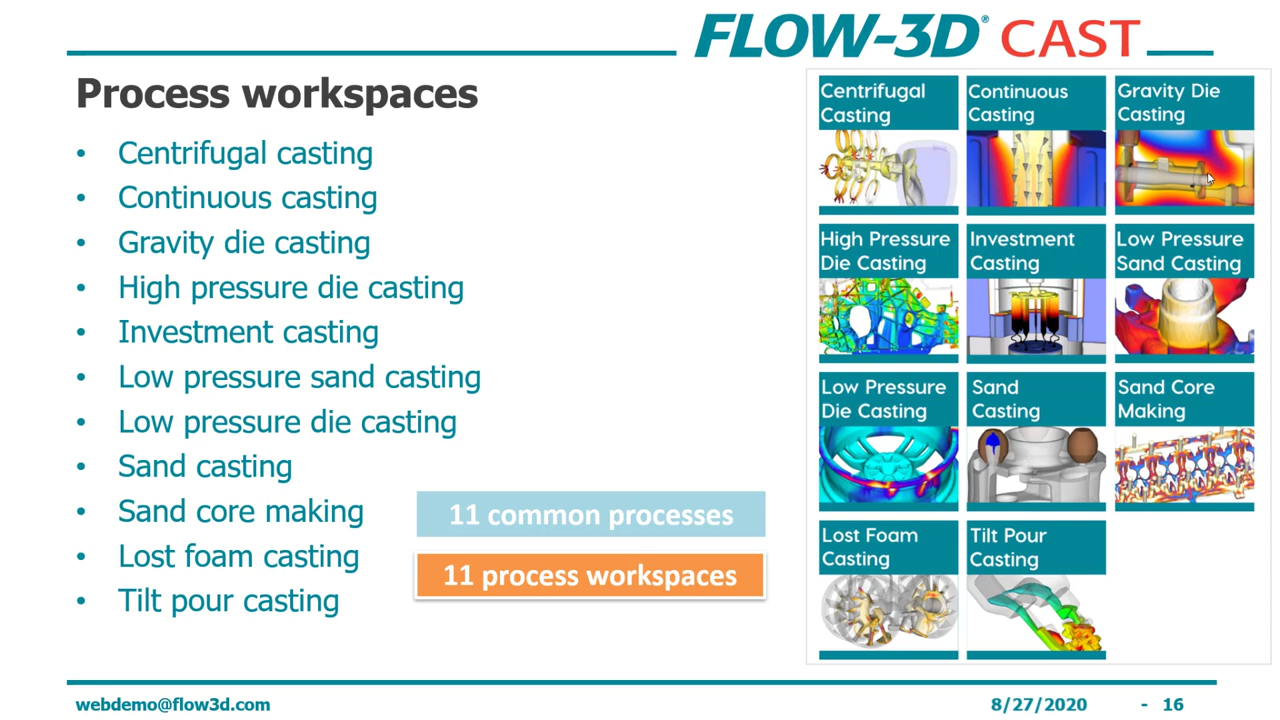 FLOW-3D® CAST
Process workspaces
• Centrifugal casting
• Continuous casting
• Gravity die casting
• High pressure die casting
• Investment casting
• Low pressure sand casting
• Low pressure die casting
• Sand casting
• Sand core making
• Lost foam casting
• Tilt pour casting
11 common processes
11 process workspaces
Centrifugal
Casting
Continuous
Casting
Gravity Die
Casting
High Pressure
Die Casting
Investment
Casting
Low Pressure
Sand Casting
Low Pressure
Die Casting
Sand
Casting
Sand Core
Making
Lost Foam
Casting
Tilt Pour
Casting
webdemo@flow3d.com
8/27/2020
- 16